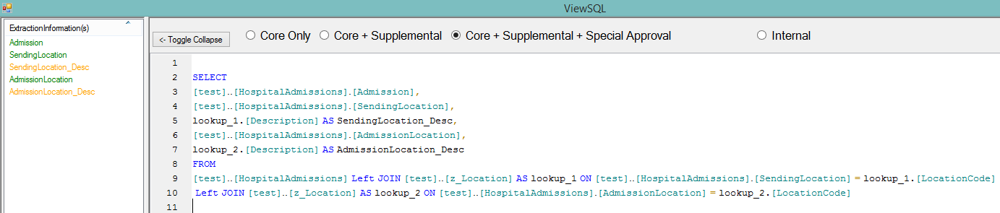 ViewSQL
ExtractionInformation(s)
Admission
SendingLocation
SendingLocation_Desc
AdmissionLocation
AdmissionLocation_Desc
<- Toggle Collapse
Core Only
Core + Supplemental
Core + Supplemental + Special Approval
Internal
1
2 SELECT
3 [test]..[HospitalAdmissions].[Admission],
4 [test]..[HospitalAdmissions].[SendingLocation],
5 lookup_1.[Description] AS SendingLocation_Desc,
6 [test]..[HospitalAdmissions].[AdmissionLocation],
7 lookup_2.[Description] AS AdmissionLocation_Desc
8 FROM
9 [test]..[HospitalAdmissions] Left JOIN [test]..[z_Location] AS lookup_1 ON [test]..[HospitalAdmissions].[SendingLocation] = lookup_1.[LocationCode]
10 Left JOIN [test]..[z_Location] AS lookup_2 ON [test]..[HospitalAdmissions].[AdmissionLocation] = lookup_2.[LocationCode]
11